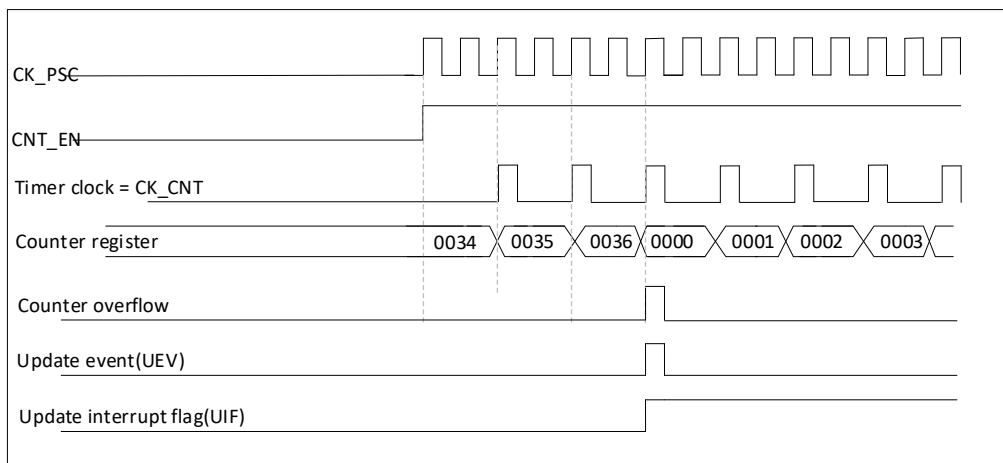 CK_PSC
CNT_EN
Timer clock = CK_CNT
Counter register
0034 0035 0036 0000 0001 0002 0003
Counter overflow
Update event(UEV)
Update interrupt flag(UIF)